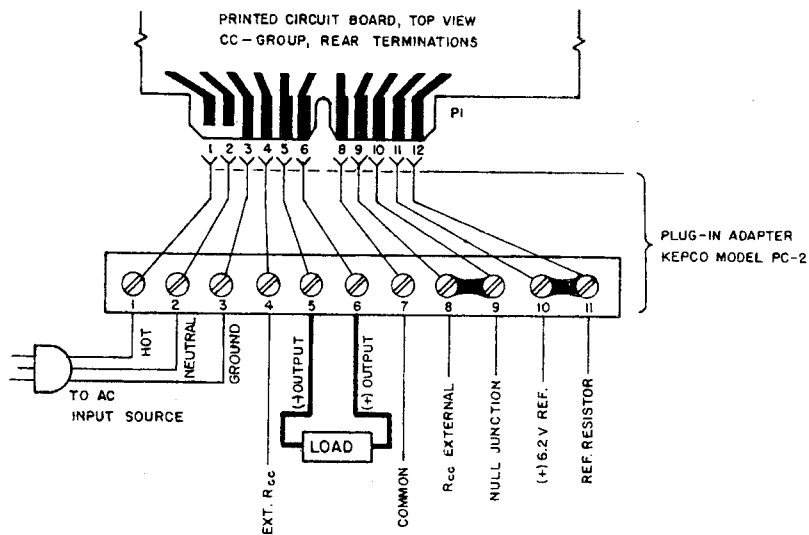 PRINTED CIRCUIT BOARD, TOP VIEW
CC-GROUP, REAR TERMINATIONS
P1
1 2 3 4 5 6 8 9 10 11 12
PLUG-IN ADAPTER
KEPCO MODEL PC-2
1 2 3 4 5 6 7 8 9 10 11
HOT
NEUTRAL
GROUND
TO AC
INPUT SOURCE
EXT. Rcc
(-) OUTPUT
(+) OUTPUT
LOAD
COMMON
Rcc EXTERNAL
NULL JUNCTION
(+) 6.2 V REF.
REF. RESISTOR